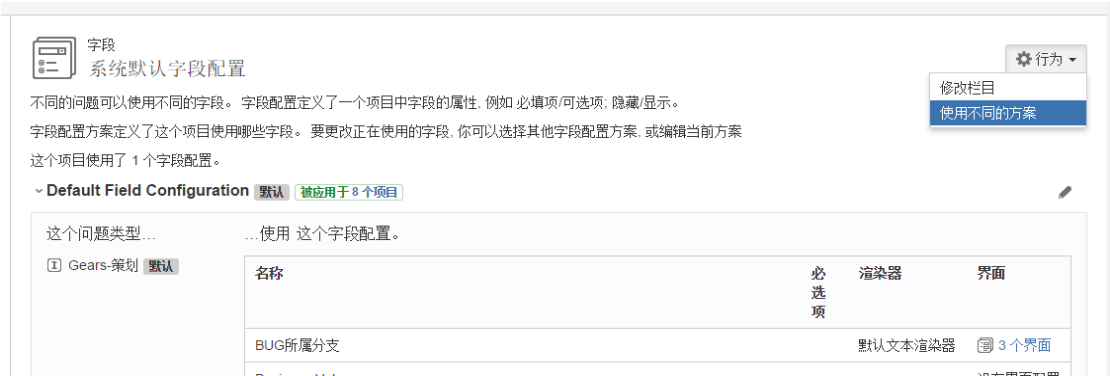 字段
系统默认字段配置
行为
修改栏目
使用不同的方案
不同的问题可以使用不同的字段。 字段配置定义了一个项目中字段的属性, 例如 必填项/可选项; 隐藏/显示。
字段配置方案定义了这个项目使用哪些字段。 要更改正在使用的字段, 你可以选择其他字段配置方案, 或编辑当前方案
这个项目使用了 1 个字段配置。
Default Field Configuration 默认 被应用于 8 个项目
这个问题类型… …使用 这个字段配置。
Gears-策划 默认
名称 必选项 渲染器 界面
BUG所属分支 默认文本渲染器 3 个界面